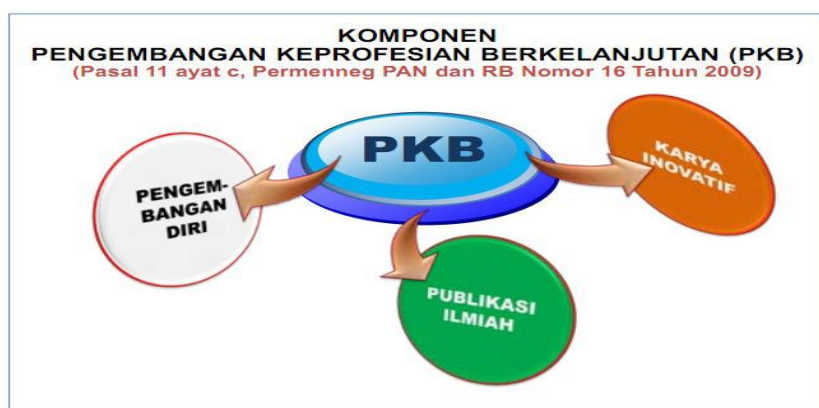 KOMPONEN
PENGEMBANGAN KEPROFESIAN BERKELANJUTAN (PKB)
(Pasal 11 ayat c, Permenneg PAN dan RB Nomor 16 Tahun 2009)
PKB
PENGEM-
BANGAN
DIRI
PUBLIKASI
ILMIAH
KARYA
INOVATIF